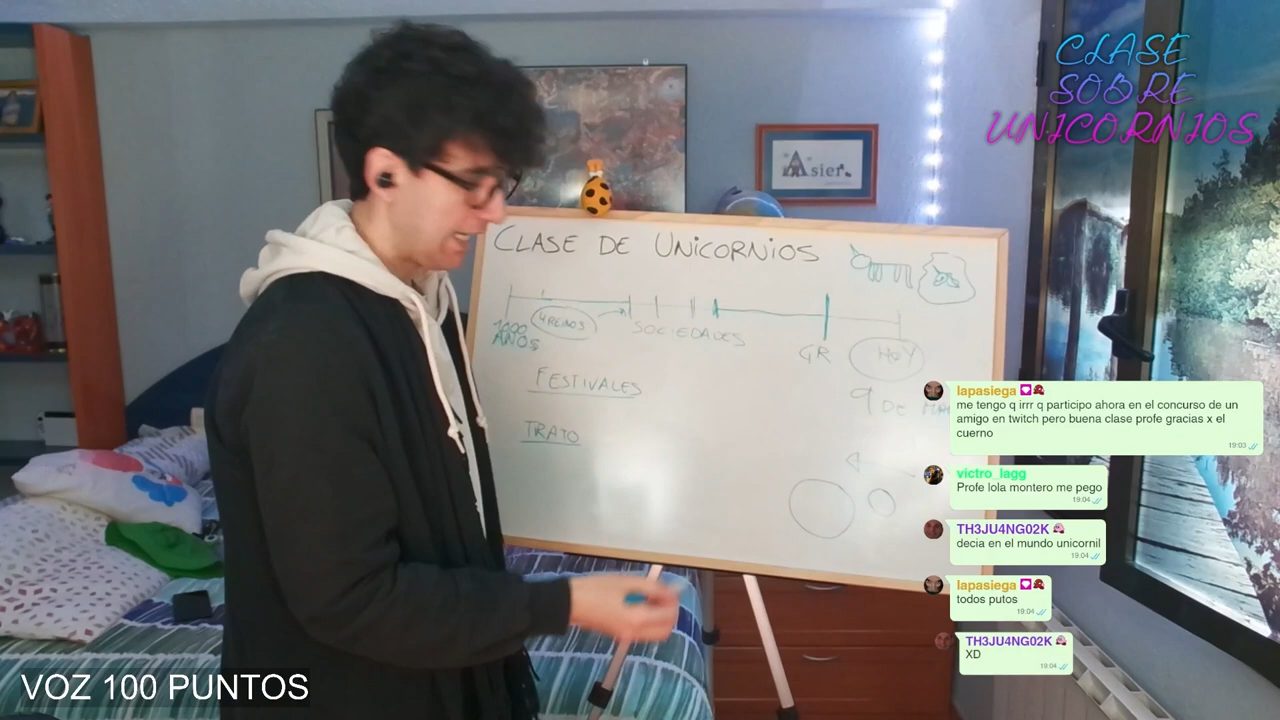 CLASE
SOBRE
UNICORNIOS
Asier
CLASE DE UNICORNIOS
4 REINOS
1000
AÑOS
SOCIEDADES
GR
HOY
FESTIVALES
9 DE
TRATO
lapasiega
me tengo q irrr q participo ahora en el concurso de un
amigo en twitch pero buena clase profe gracias x el
cuerno
19:03
victro_lagg
Profe lola montero me pego
19:04
TH3JU4NG02K
decia en el mundo unicornil
19:04
lapasiega
todos putos
19:04
TH3JU4NG02K
XD
19:04
VOZ 100 PUNTOS